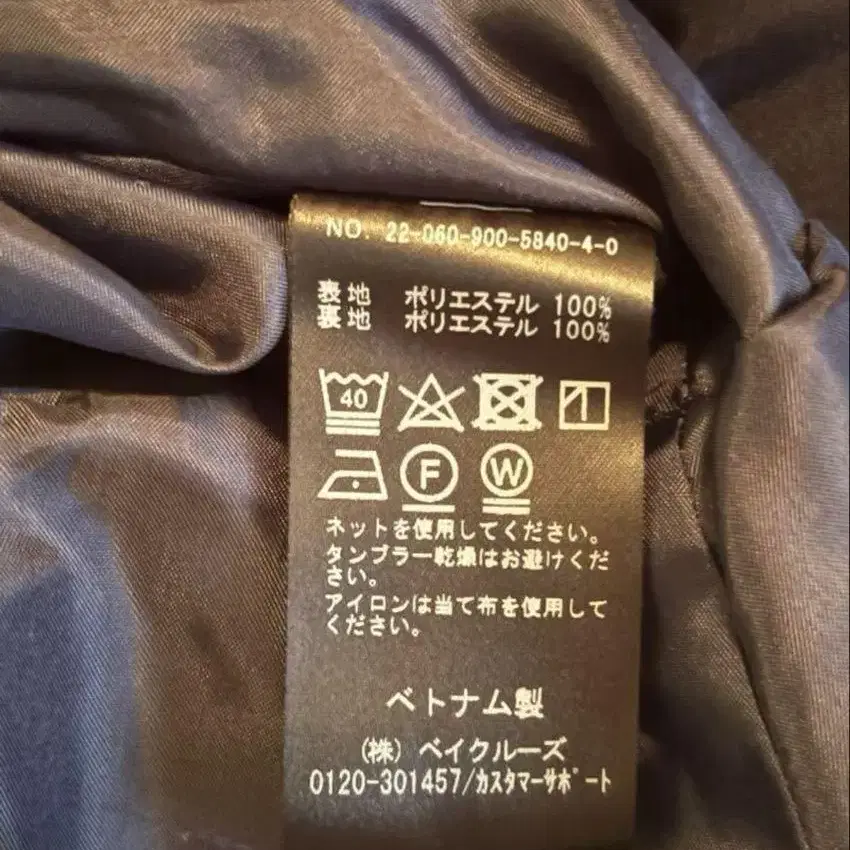 NO. 22-060-900-5840-4-0
表地 ポリエステル 100%
裏地 ポリエステル 100%
40
F W
ネットを使用してください。
タンブラー乾燥はお避けくだ
さい。
アイロンは当て布を使用して
ください。
ベトナム製
(株) ベイクルーズ
0120-301457/カスタマーサポート